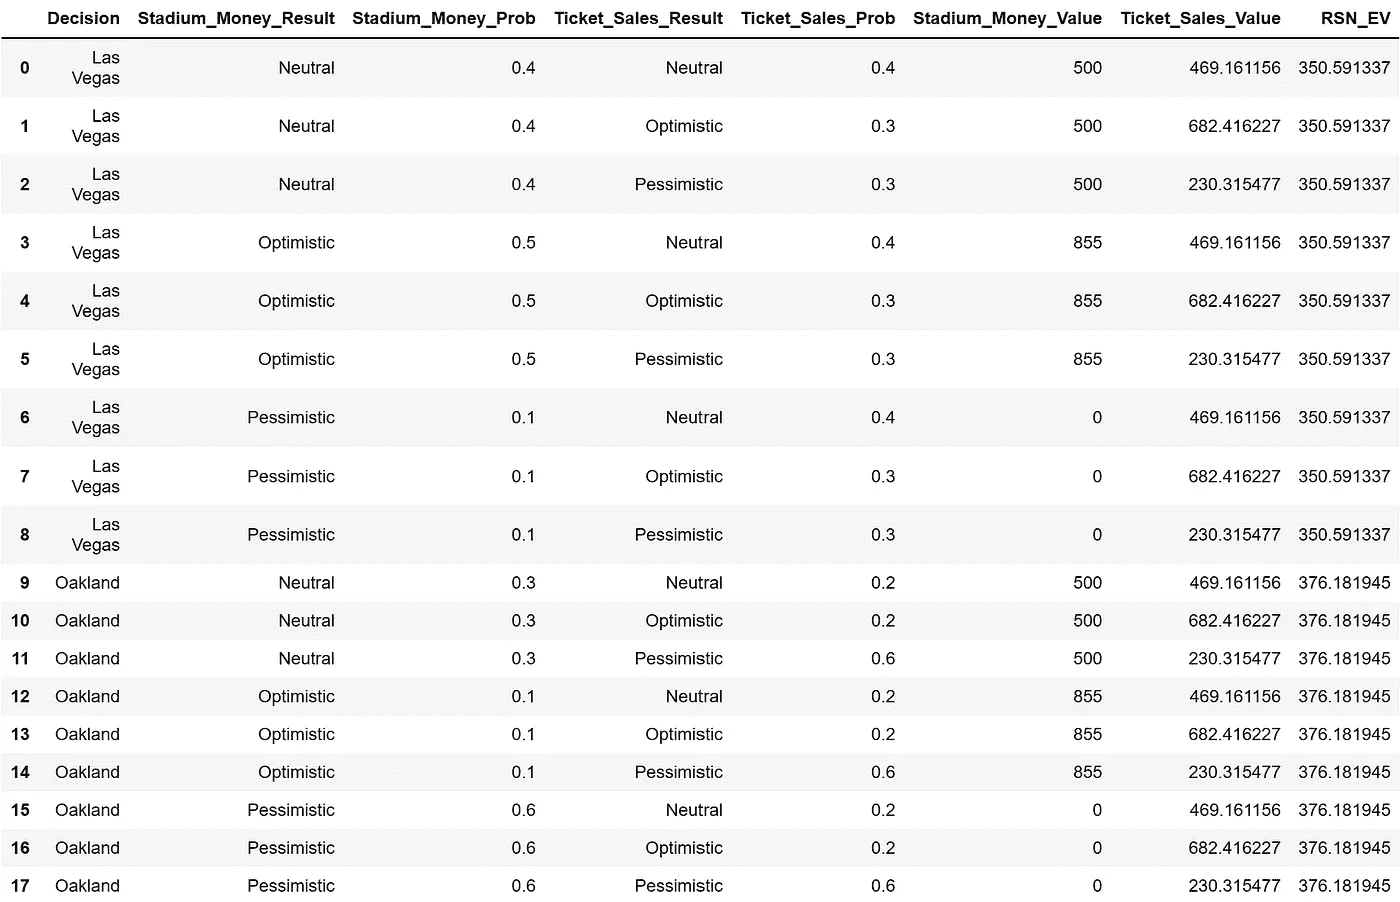 Decision Stadium_Money_Result Stadium_Money_Prob Ticket_Sales_Result Ticket_Sales_Prob Stadium_Money_Value Ticket_Sales_Value RSN_EV
0 Las Vegas Neutral 0.4 Neutral 0.4 500 469.161156 350.591337
1 Las Vegas Neutral 0.4 Optimistic 0.3 500 682.416227 350.591337
2 Las Vegas Neutral 0.4 Pessimistic 0.3 500 230.315477 350.591337
3 Las Vegas Optimistic 0.5 Neutral 0.4 855 469.161156 350.591337
4 Las Vegas Optimistic 0.5 Optimistic 0.3 855 682.416227 350.591337
5 Las Vegas Optimistic 0.5 Pessimistic 0.3 855 230.315477 350.591337
6 Las Vegas Pessimistic 0.1 Neutral 0.4 0 469.161156 350.591337
7 Las Vegas Pessimistic 0.1 Optimistic 0.3 0 682.416227 350.591337
8 Las Vegas Pessimistic 0.1 Pessimistic 0.3 0 230.315477 350.591337
9 Oakland Neutral 0.3 Neutral 0.2 500 469.161156 376.181945
10 Oakland Neutral 0.3 Optimistic 0.2 500 682.416227 376.181945
11 Oakland Neutral 0.3 Pessimistic 0.6 500 230.315477 376.181945
12 Oakland Optimistic 0.1 Neutral 0.2 855 469.161156 376.181945
13 Oakland Optimistic 0.1 Optimistic 0.2 855 682.416227 376.181945
14 Oakland Optimistic 0.1 Pessimistic 0.6 855 230.315477 376.181945
15 Oakland Pessimistic 0.6 Neutral 0.2 0 469.161156 376.181945
16 Oakland Pessimistic 0.6 Optimistic 0.2 0 682.416227 376.181945
17 Oakland Pessimistic 0.6 Pessimistic 0.6 0 230.315477 376.181945